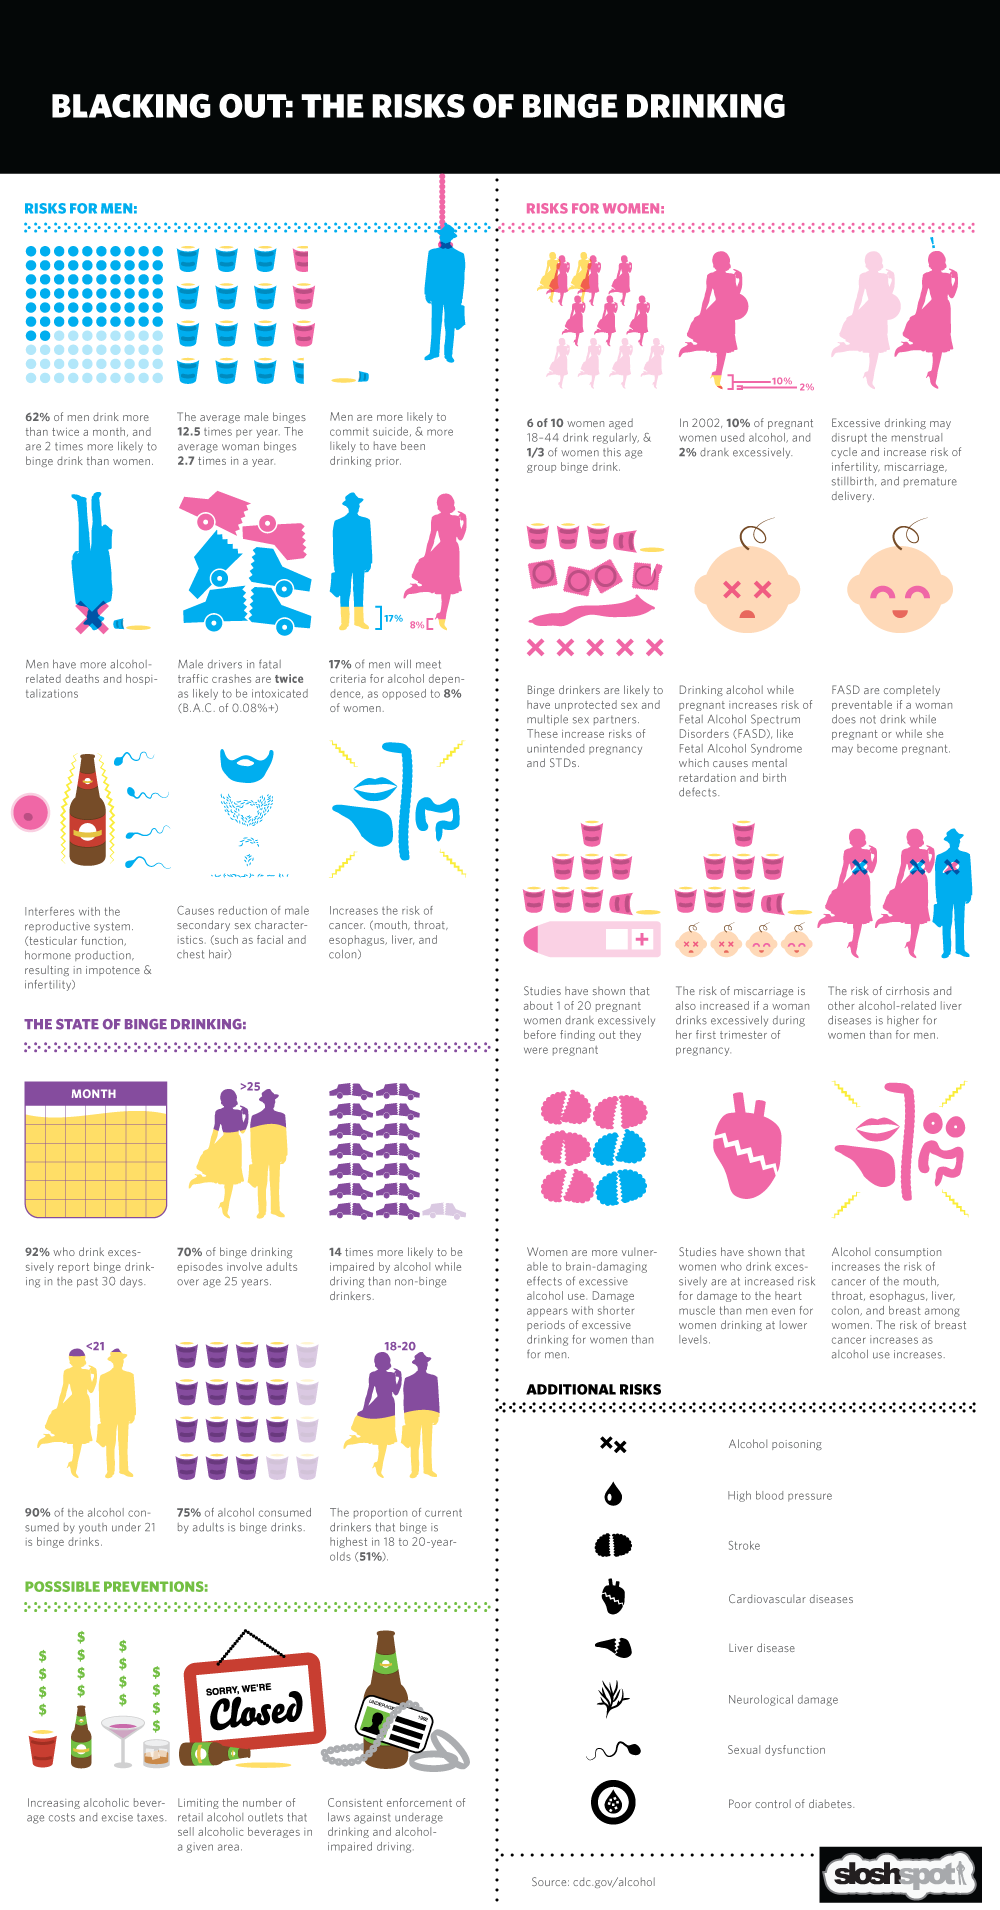 BLACKING OUT: THE RISKS OF BINGE DRINKING
RISKS FOR MEN:
62% of men drink more
than twice a month, and
are 2 times more likely to
binge drink than women.
The average male binges
12.5 times per year. The
average woman binges
2.7 times in a year.
Men are more likely to
commit suicide, & more
likely to have been
drinking prior.
17%
8%
Men have more alcohol-
related deaths and hospi-
talizations
Male drivers in fatal
traffic crashes are twice
as likely to be intoxicated
(B.A.C. of 0.08%+)
17% of men will meet
criteria for alcohol depen-
dence, as opposed to 8%
of women.
Interferes with the
reproductive system.
(testicular function,
hormone production,
resulting in impotence &
infertility)
Causes reduction of male
secondary sex character-
istics. (such as facial and
chest hair)
Increases the risk of
cancer. (mouth, throat,
esophagus, liver, and
colon)
THE STATE OF BINGE DRINKING:
MONTH
>25
92% who drink exces-
sively report binge drink-
ing in the past 30 days.
70% of binge drinking
episodes involve adults
over age 25 years.
14 times more likely to be
impaired by alcohol while
driving than non-binge
drinkers.
<21
18-20
90% of the alcohol con-
sumed by youth under 21
is binge drinks.
75% of alcohol consumed
by adults is binge drinks.
The proportion of current
drinkers that binge is
highest in 18 to 20-year-
olds (51%).
POSSSIBLE PREVENTIONS:
$ $ $ $
$ $ $ $
$ $ $ $
$ $ $ $
SORRY, WE'RE
Closed
Increasing alcoholic bever-
age costs and excise taxes.
Limiting the number of
retail alcohol outlets that
sell alcoholic beverages in
a given area.
Consistent enforcement of
laws against underage
drinking and alcohol-
impaired driving.
RISKS FOR WOMEN:
!
10%
2%
6 of 10 women aged
18–44 drink regularly, &
1/3 of women this age
group binge drink.
In 2002, 10% of pregnant
women used alcohol, and
2% drank excessively.
Excessive drinking may
disrupt the menstrual
cycle and increase risk of
infertility, miscarriage,
stillbirth, and premature
delivery.
Binge drinkers are likely to
have unprotected sex and
multiple sex partners.
These increase risks of
unintended pregnancy
and STDs.
Drinking alcohol while
pregnant increases risk of
Fetal Alcohol Spectrum
Disorders (FASD), like
Fetal Alcohol Syndrome
which causes mental
retardation and birth
defects.
FASD are completely
preventable if a woman
does not drink while
pregnant or while she
may become pregnant.
Studies have shown that
about 1 of 20 pregnant
women drank excessively
before finding out they
were pregnant
The risk of miscarriage is
also increased if a woman
drinks excessively during
her first trimester of
pregnancy.
The risk of cirrhosis and
other alcohol-related liver
diseases is higher for
women than for men.
Women are more vulner-
able to brain-damaging
effects of excessive
alcohol use. Damage
appears with shorter
periods of excessive
drinking for women than
for men.
Studies have shown that
women who drink exces-
sively are at increased risk
for damage to the heart
muscle than men even for
women drinking at lower
levels.
Alcohol consumption
increases the risk of
cancer of the mouth,
throat, esophagus, liver,
colon, and breast among
women. The risk of breast
cancer increases as
alcohol use increases.
ADDITIONAL RISKS
Alcohol poisoning
High blood pressure
Stroke
Cardiovascular diseases
Liver disease
Neurological damage
Sexual dysfunction
Poor control of diabetes.
Source: cdc.gov/alcohol
sloshspot